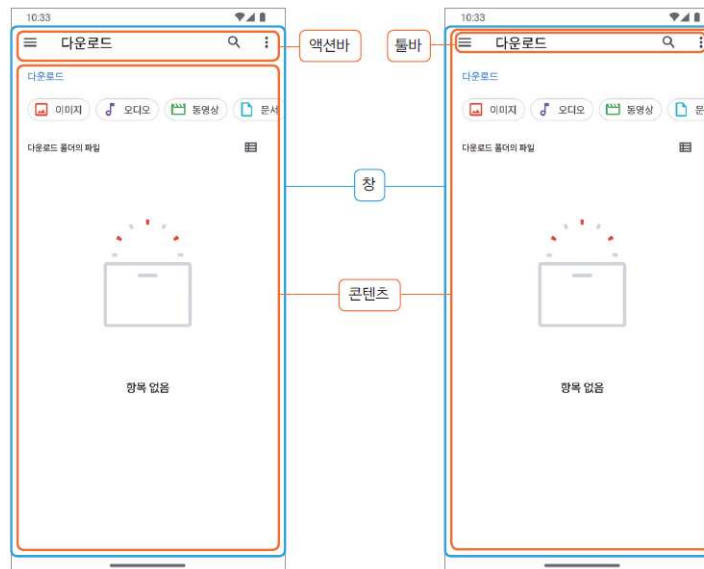 10:33
다운로드
다운로드
이미지
오디오
동영상
문서
다운로드 폴더의 파일
항목 없음
액션바
툴바
창
콘텐츠
10:33
다운로드
다운로드
이미지
오디오
동영상
문
다운로드 폴더의 파일
항목 없음